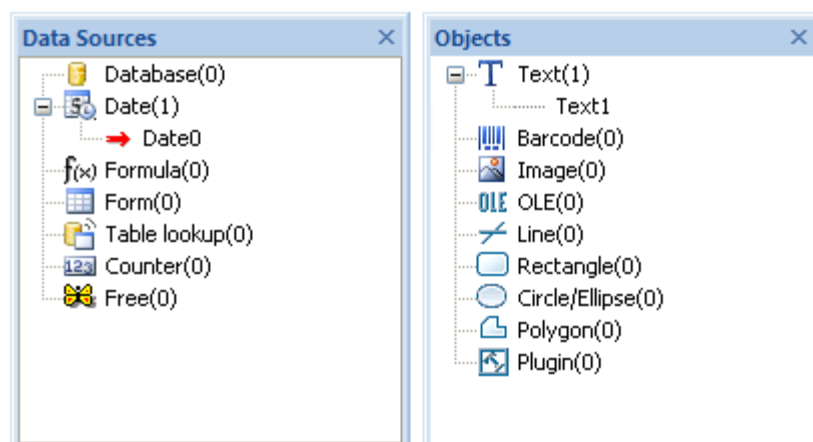 Data Sources
Database(0)
Date(1)
Date0
f(x) Formula(0)
Form(0)
Table lookup(0)
123 Counter(0)
Free(0)
Objects
T Text(1)
Text1
Barcode(0)
Image(0)
OLE OLE(0)
Line(0)
Rectangle(0)
Circle/Ellipse(0)
Polygon(0)
Plugin(0)